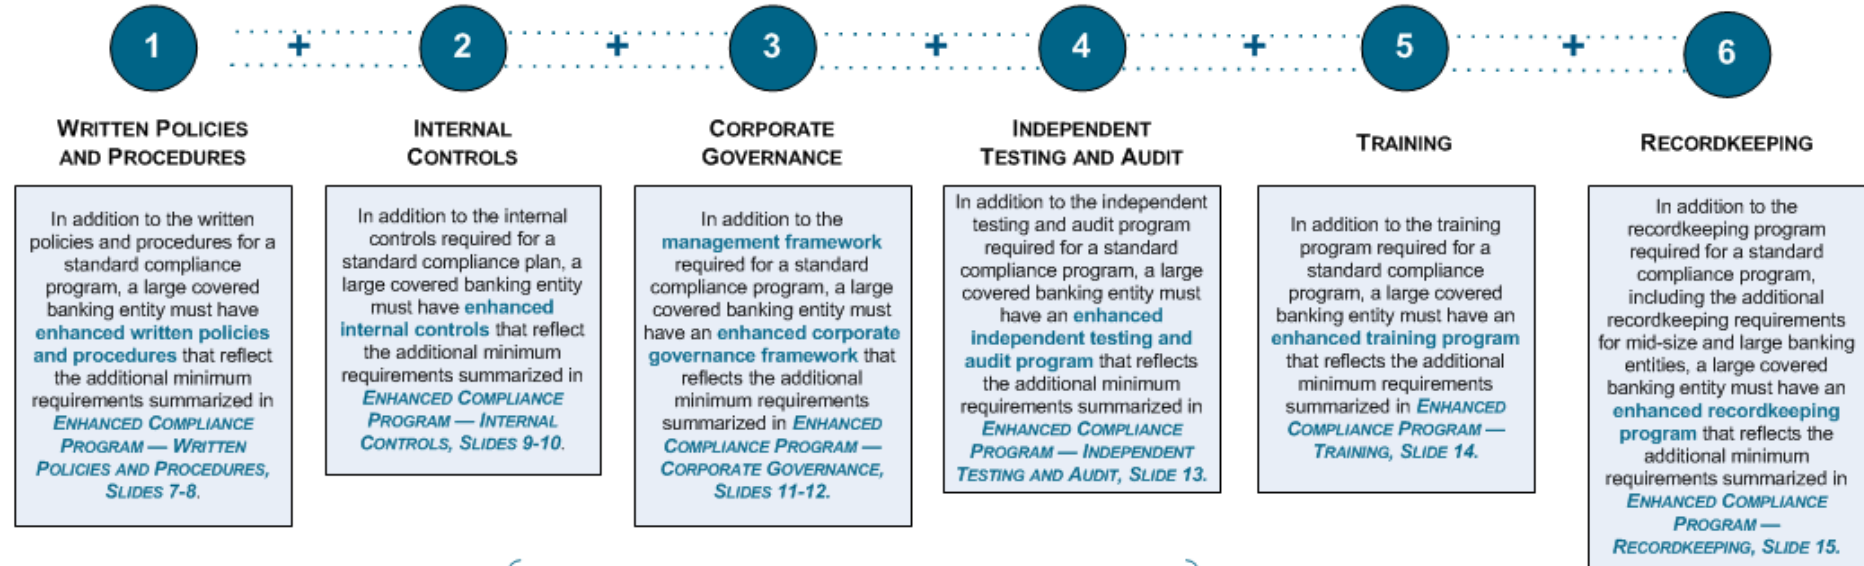 1
+
2
+
3
+
4
+
5
+
6
WRITTEN POLICIES
AND PROCEDURES
In addition to the written
policies and procedures for a
standard compliance
program, a large covered
banking entity must have
enhanced written policies
and procedures that reflect
the additional minimum
requirements summarized in
ENHANCED COMPLIANCE
PROGRAM — WRITTEN
POLICIES AND PROCEDURES,
SLIDES 7-8.
INTERNAL
CONTROLS
In addition to the internal
controls required for a
standard compliance plan, a
large covered banking entity
must have enhanced
internal controls that reflect
the additional minimum
requirements summarized in
ENHANCED COMPLIANCE
PROGRAM — INTERNAL
CONTROLS, SLIDES 9-10.
CORPORATE
GOVERNANCE
In addition to the
management framework
required for a standard
compliance program, a large
covered banking entity must
have an enhanced corporate
governance framework that
reflects the additional
minimum requirements
summarized in ENHANCED
COMPLIANCE PROGRAM —
CORPORATE GOVERNANCE,
SLIDES 11-12.
INDEPENDENT
TESTING AND AUDIT
In addition to the independent
testing and audit program
required for a standard
compliance program, a large
covered banking entity must
have an enhanced
independent testing and
audit program that reflects
the additional minimum
requirements summarized in
ENHANCED COMPLIANCE
PROGRAM — INDEPENDENT
TESTING AND AUDIT, SLIDE 13.
TRAINING
In addition to the training
program required for a
standard compliance
program, a large covered
banking entity must have an
enhanced training program
that reflects the additional
minimum requirements
summarized in ENHANCED
COMPLIANCE PROGRAM —
TRAINING, SLIDE 14.
RECORDKEEPING
In addition to the
recordkeeping program
required for a standard
compliance program,
including the additional
recordkeeping requirements
for mid-size and large banking
entities, a large covered
banking entity must have an
enhanced recordkeeping
program that reflects the
additional minimum
requirements summarized in
ENHANCED COMPLIANCE
PROGRAM —
RECORDKEEPING, SLIDE 15.